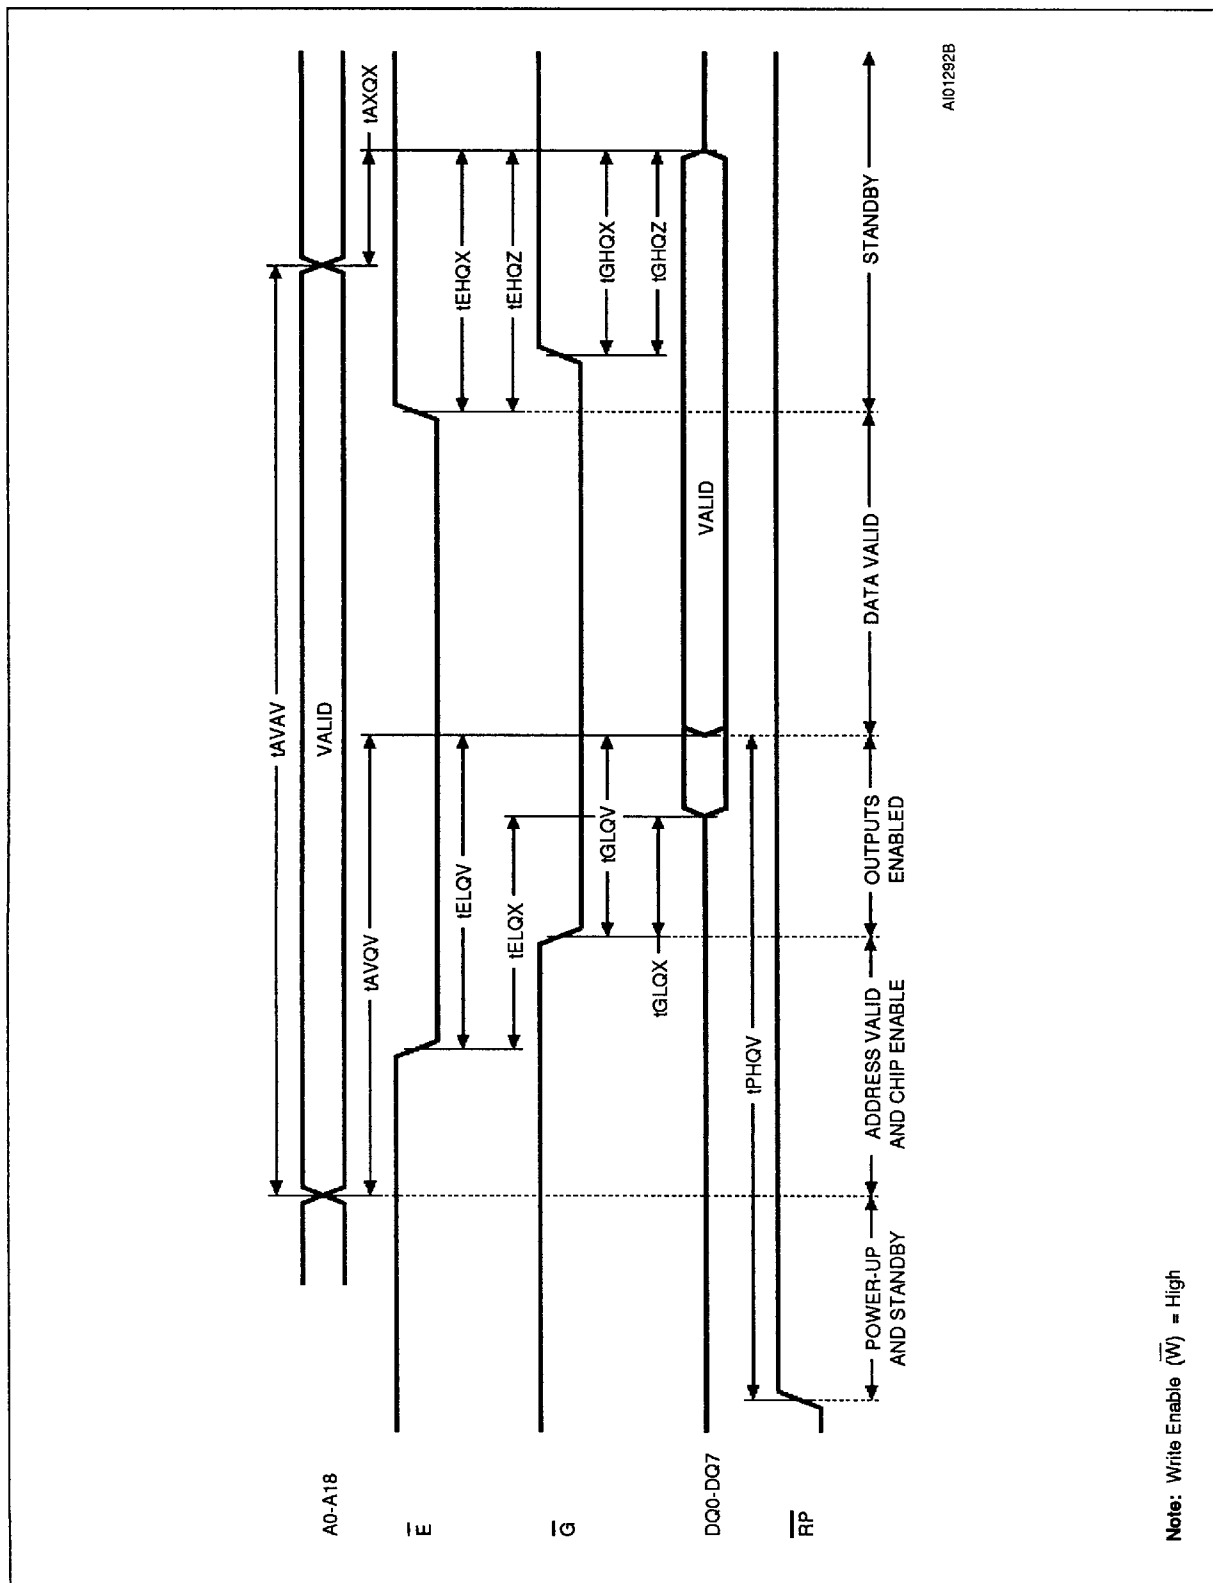 A0-A18
tAVAV
VALID
tAVQV
tAXQX
E
tELQV
tEHQX
tELQX
tEHQZ
G
tGLQV
tGHQX
tGLQX
tGHQZ
DQ0-DQ7
VALID
tPHQV
RP
POWER-UP
AND STANDBY
ADDRESS VALID
AND CHIP ENABLE
OUTPUTS
ENABLED
DATA VALID
STANDBY
AI01292B
Note: Write Enable (W̅) = High